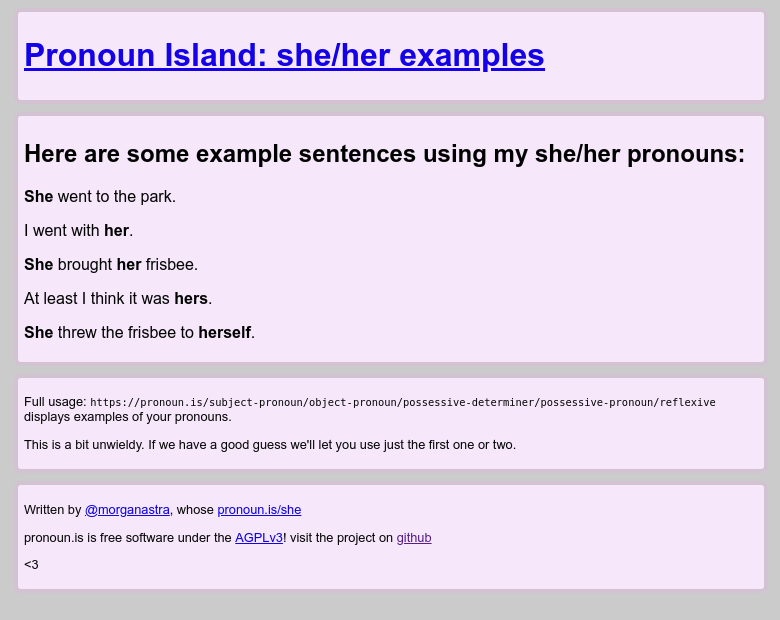 Pronoun Island: she/her examples
Here are some example sentences using my she/her pronouns:
She went to the park.
I went with her.
She brought her frisbee.
At least I think it was hers.
She threw the frisbee to herself.
Full usage: https://pronoun.is/subject-pronoun/object-pronoun/possessive-determiner/possessive-pronoun/reflexive
displays examples of your pronouns.
This is a bit unwieldy. If we have a good guess we'll let you use just the first one or two.
Written by @morganastra, whose pronoun.is/she
pronoun.is is free software under the AGPLv3! visit the project on github
<3